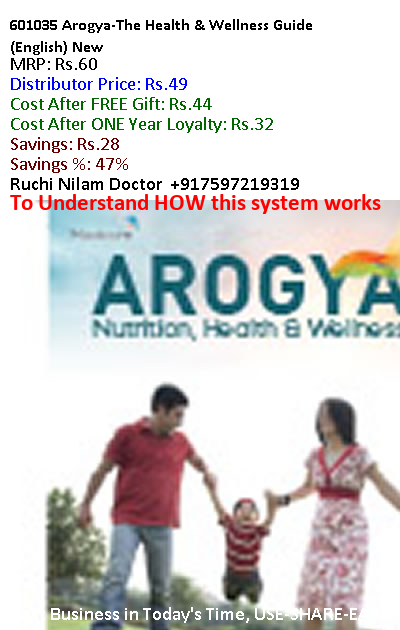 601035 Arogya-The Health & Wellness Guide
(English) New
MRP: Rs.60
Distributor Price: Rs.49
Cost After FREE Gift: Rs.44
Cost After ONE Year Loyalty: Rs.32
Savings: Rs.28
Savings %: 47%
Ruchi Nilam Doctor +917597219319
To Understand HOW this system works
AROGYA
Nutrition, Health & Wellness
Business in Today's Time, USE-SHARE-E